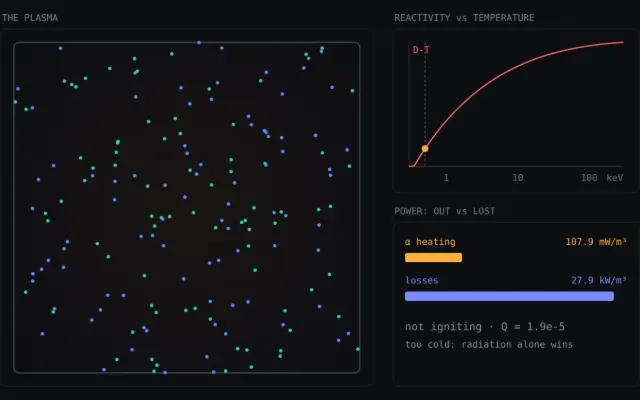 THE PLASMA
REACTIVITY vs TEMPERATURE
D-T
1 10 100 keV
POWER: OUT vs LOST
α heating 107.9 mW/m³
losses 27.9 kW/m³
not igniting · Q = 1.9e-5
too cold: radiation alone wins